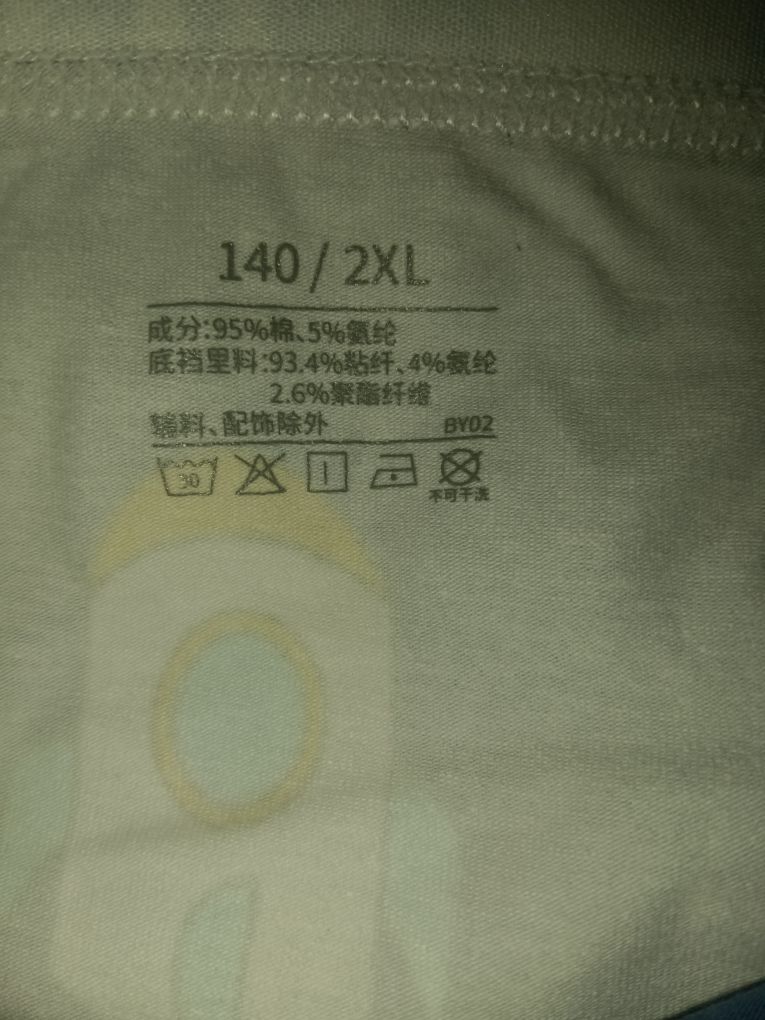 140 / 2XL
成分:95%棉、5%氨纶
底裆里料:93.4%粘纤、4%氨纶
2.6%聚酯纤维
辅料、配饰除外 BY02
30
不可干洗